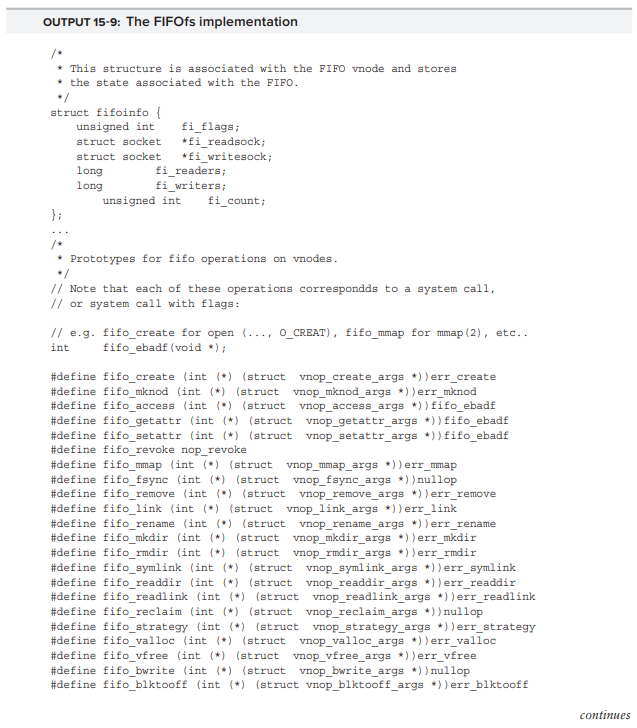 OUTPUT 15-9: The FIFOfs implementation
/*
* This structure is associated with the FIFO vnode and stores
* the state associated with the FIFO.
*/
struct fifoinfo {
unsigned int fi_flags;
struct socket *fi_readsock;
struct socket *fi_writesock;
long fi_readers;
long fi_writers;
unsigned int fi_count;
};
...
/*
* Prototypes for fifo operations on vnodes.
*/
// Note that each of these operations correspondds to a system call,
// or system call with flags:
// e.g. fifo_create for open (..., O_CREAT), fifo_mmap for mmap(2), etc..
int fifo_ebadf(void *);
#define fifo_create (int (*) (struct vnop_create_args *))err_create
#define fifo_mknod (int (*) (struct vnop_mknod_args *))err_mknod
#define fifo_access (int (*) (struct vnop_access_args *))fifo_ebadf
#define fifo_getattr (int (*) (struct vnop_getattr_args *))fifo_ebadf
#define fifo_setattr (int (*) (struct vnop_setattr_args *))fifo_ebadf
#define fifo_revoke nop_revoke
#define fifo_mmap (int (*) (struct vnop_mmap_args *))err_mmap
#define fifo_fsync (int (*) (struct vnop_fsync_args *))nullop
#define fifo_remove (int (*) (struct vnop_remove_args *))err_remove
#define fifo_link (int (*) (struct vnop_link_args *))err_link
#define fifo_rename (int (*) (struct vnop_rename_args *))err_rename
#define fifo_mkdir (int (*) (struct vnop_mkdir_args *))err_mkdir
#define fifo_rmdir (int (*) (struct vnop_rmdir_args *))err_rmdir
#define fifo_symlink (int (*) (struct vnop_symlink_args *))err_symlink
#define fifo_readdir (int (*) (struct vnop_readdir_args *))err_readdir
#define fifo_readlink (int (*) (struct vnop_readlink_args *))err_readlink
#define fifo_reclaim (int (*) (struct vnop_reclaim_args *))nullop
#define fifo_strategy (int (*) (struct vnop_strategy_args *))err_strategy
#define fifo_valloc (int (*) (struct vnop_valloc_args *))err_valloc
#define fifo_vfree (int (*) (struct vnop_vfree_args *))err_vfree
#define fifo_bwrite (int (*) (struct vnop_bwrite_args *))nullop
#define fifo_blktooff (int (*) (struct vnop_blktooff_args *))err_blktooff
continues